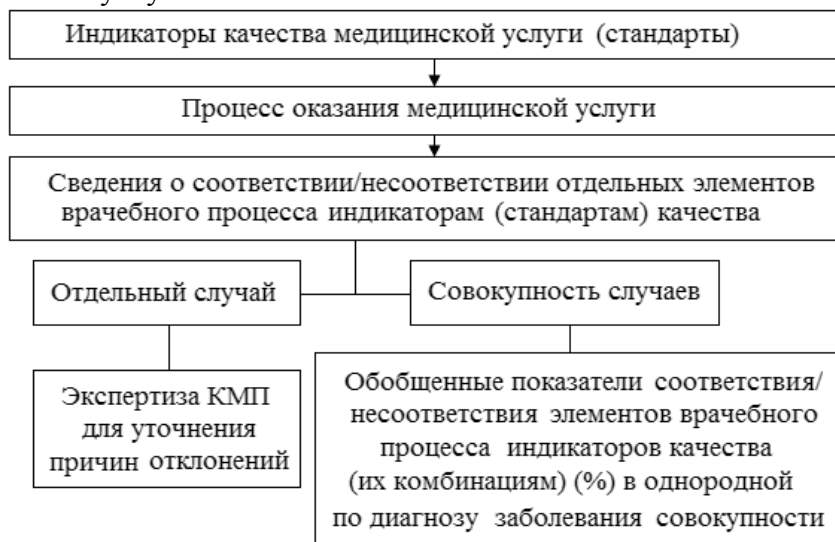 Индикаторы качества медицинской услуги (стандарты)
Процесс оказания медицинской услуги
Сведения о соответствии/несоответствии отдельных элементов
врачебного процесса индикаторам (стандартам) качества
Отдельный случай
Совокупность случаев
Экспертиза КМП
для уточнения
причин отклонений
Обобщенные показатели соответствия/
несоответствия элементов врачебного
процесса индикаторов качества
(их комбинациям) (%) в однородной
по диагнозу заболевания совокупности